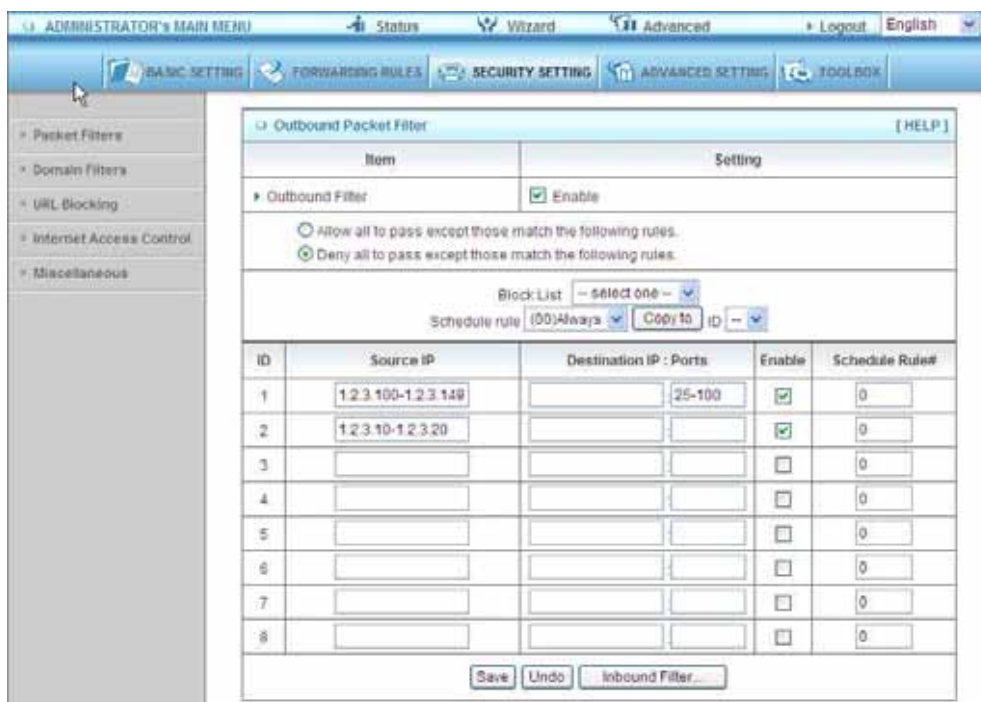 ADMINISTRATOR's MAIN MENU Status Wizard Advanced Logout English
BASIC SETTING FORWARDING RULES SECURITY SETTING ADVANCED SETTING TOOLBOX
Packet Filters
Domain Filters
URL Blocking
Internet Access Control
Miscellaneous
Outbound Packet Filter [HELP]
Item Setting
Outbound Filter Enable
Allow all to pass except those match the following rules.
Deny all to pass except those match the following rules.
Block List -- select one --
Schedule rule (00)Always Copy to ID --
ID Source IP Destination IP : Ports Enable Schedule Rule#
1 1.2.3.100-1.2.3.149 : 25-100 0
2 1.2.3.10-1.2.3.20 : 0
3 : 0
4 : 0
5 : 0
6 : 0
7 : 0
8 : 0
Save Undo Inbound Filter...